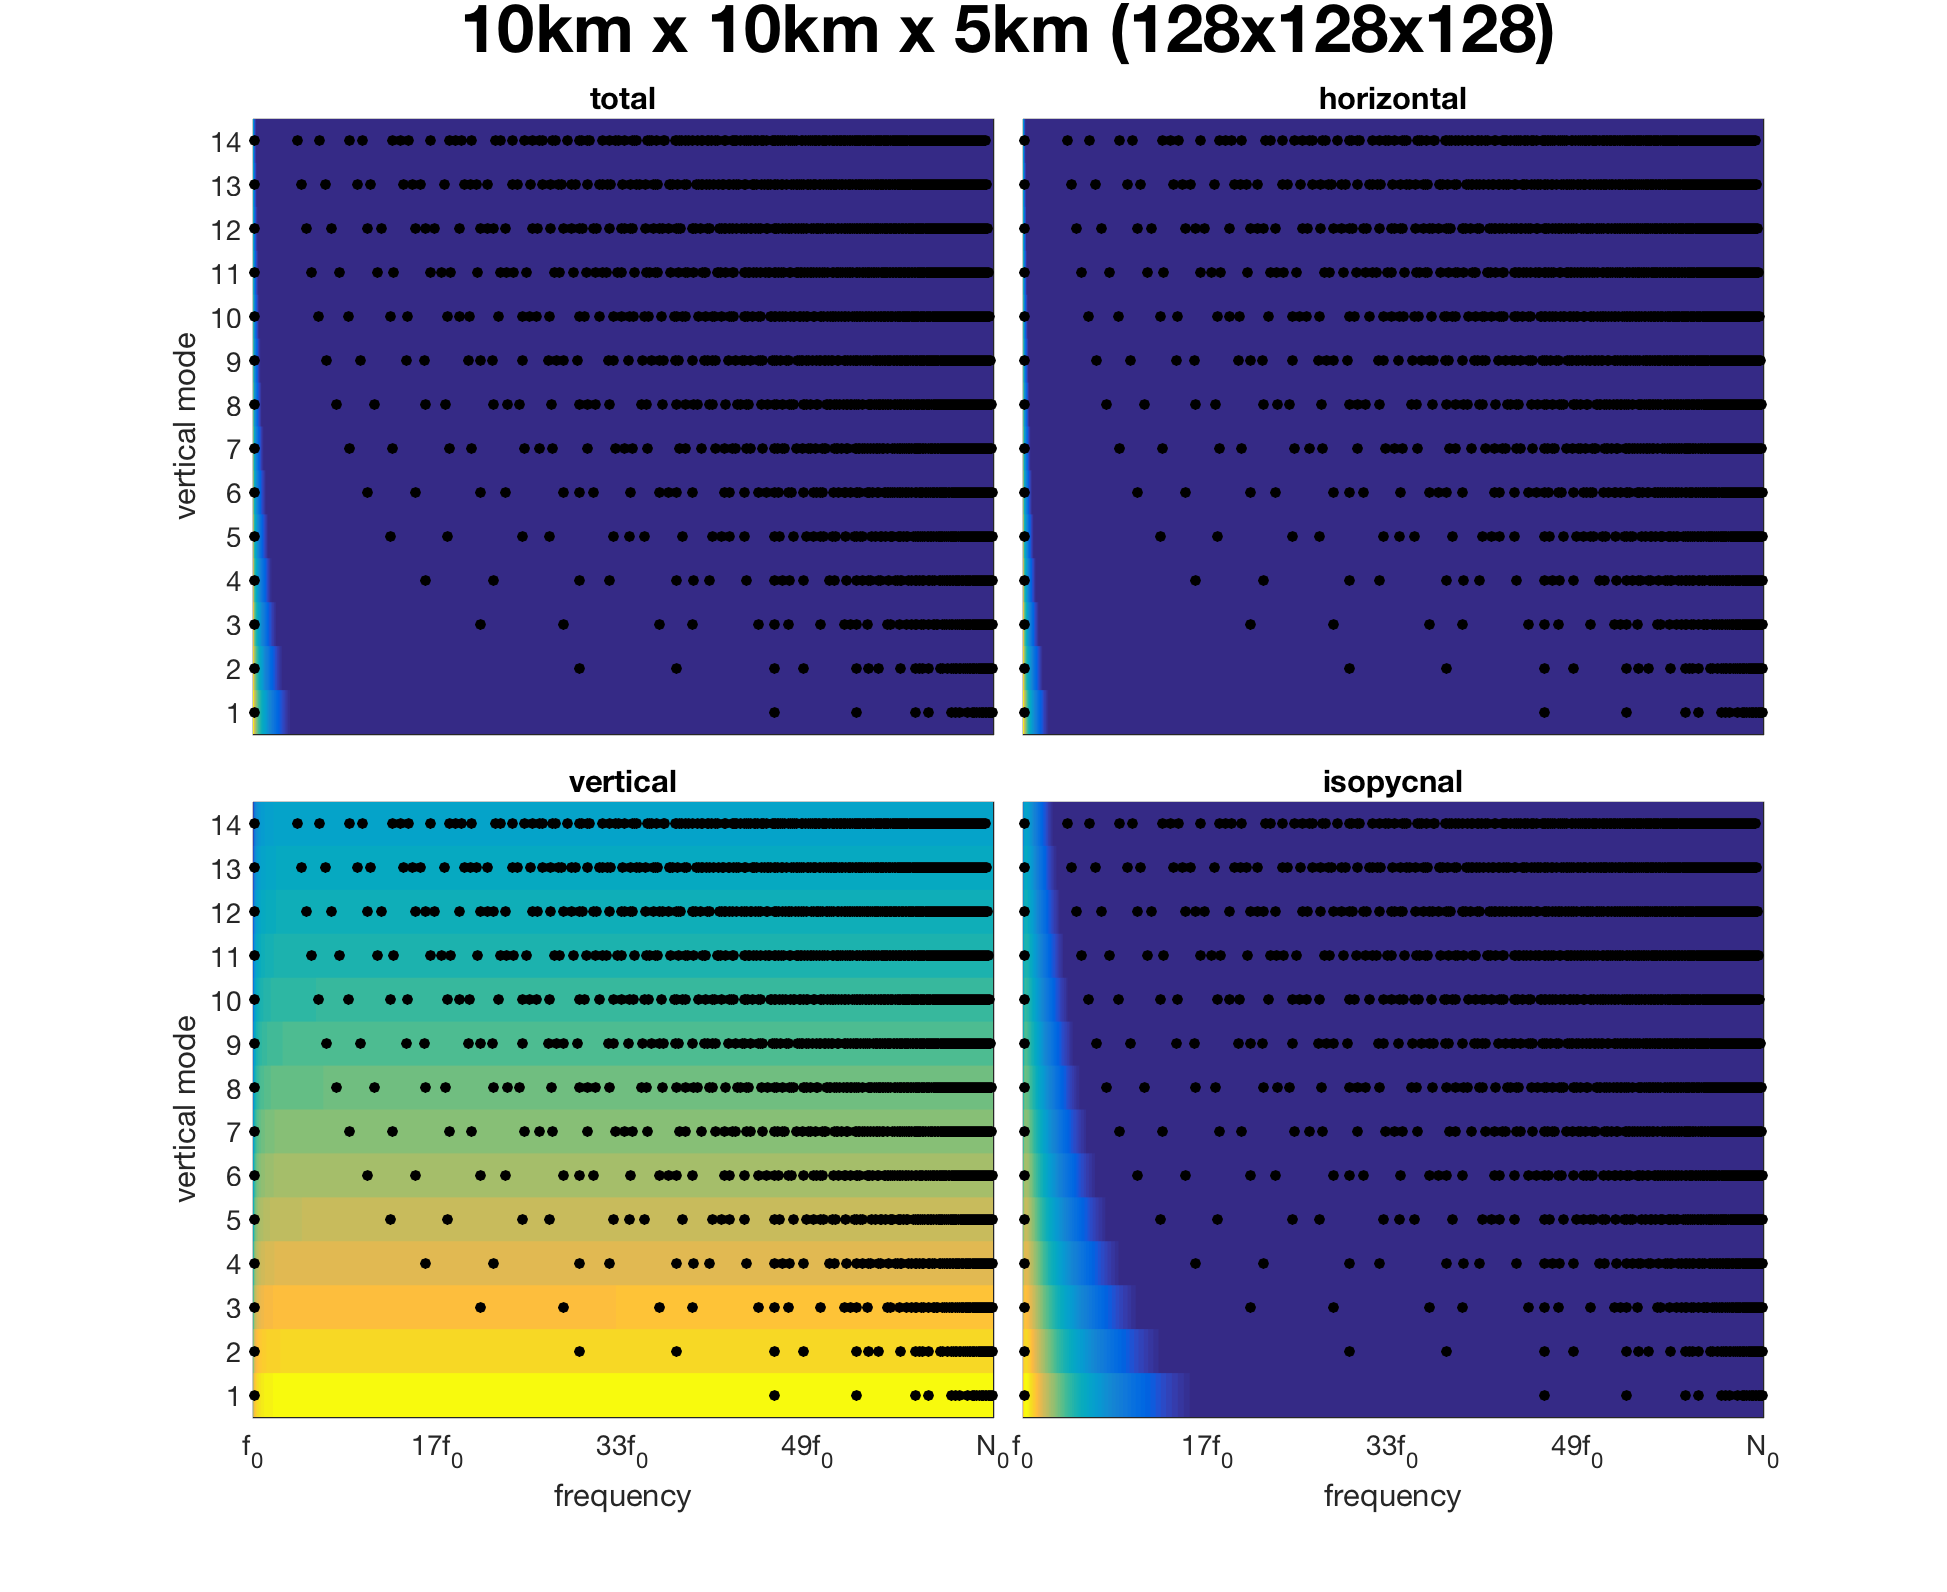 10km x 10km x 5km (128x128x128)
total
horizontal
vertical mode
14
13
12
11
10
9
8
7
6
5
4
3
2
1
vertical
isopycnal
vertical mode
14
13
12
11
10
9
8
7
6
5
4
3
2
1
f₀ 17f₀ 33f₀ 49f₀ N₀ f₀ 17f₀ 33f₀ 49f₀ N₀
frequency
frequency